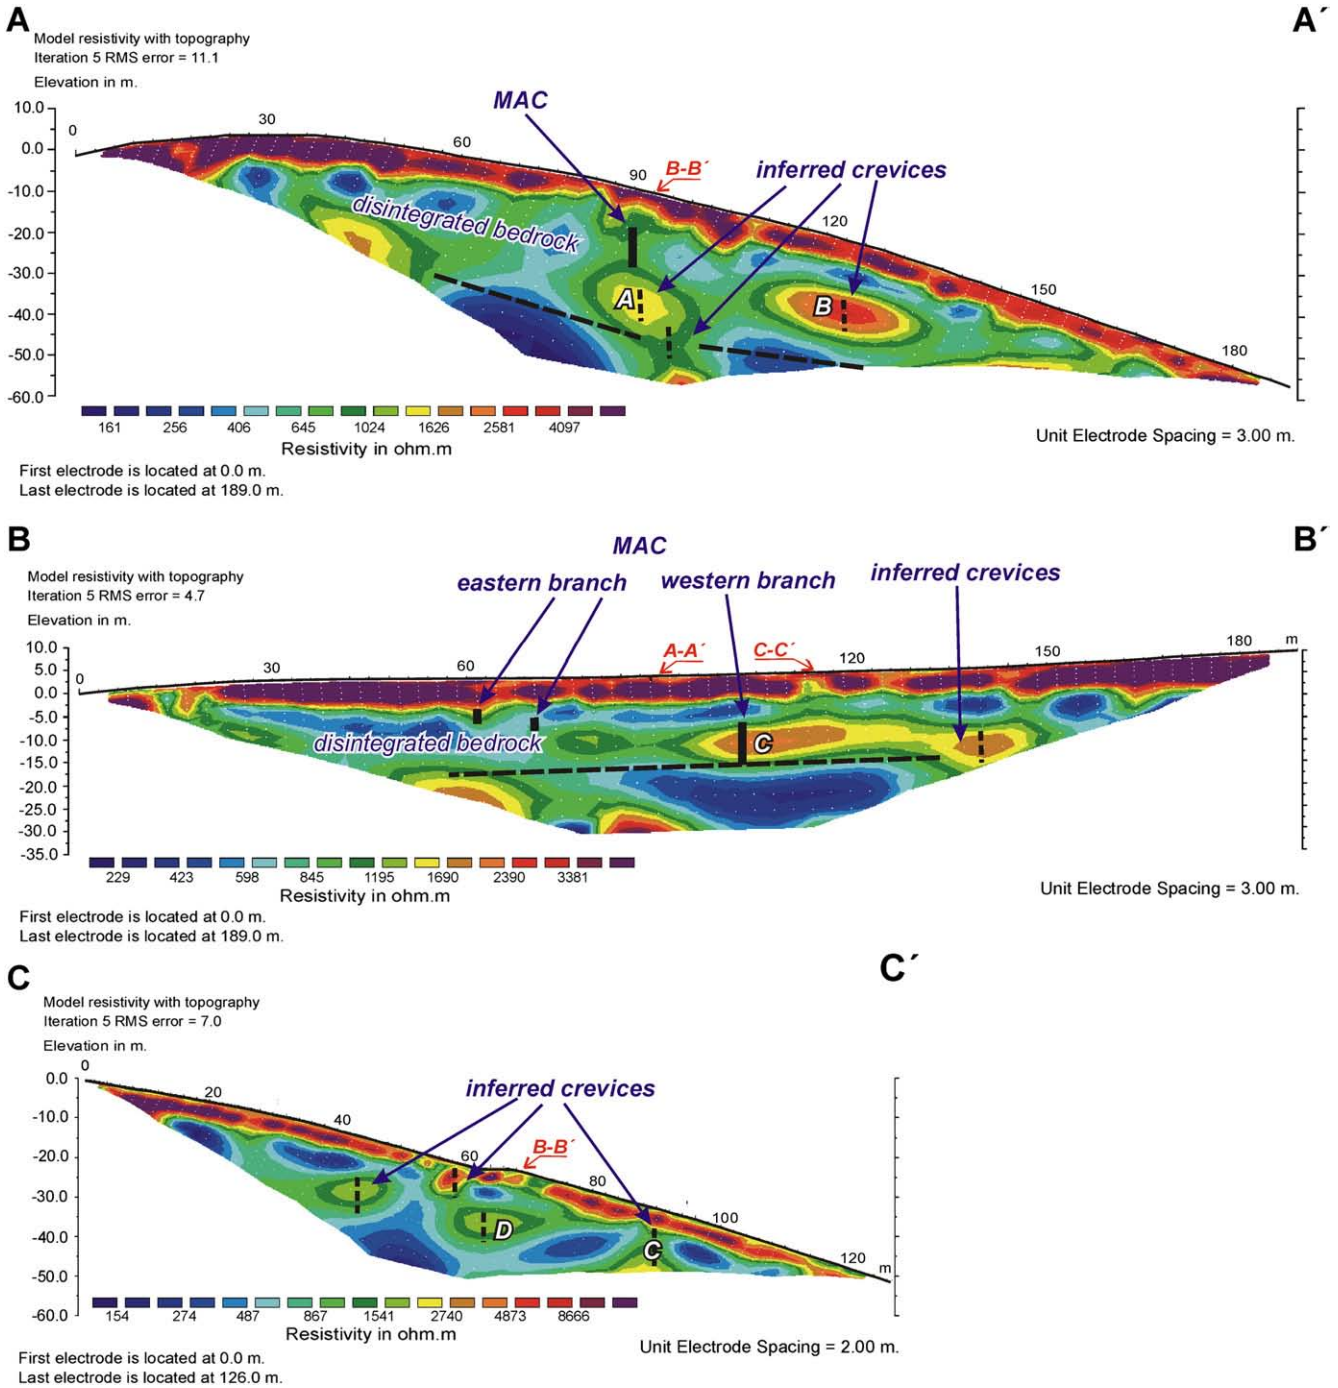 A
A´
Model resistivity with topography
Iteration 5 RMS error = 11.1
Elevation in m.
MAC
inferred crevices
B-B´
disintegrated bedrock
10.0
0.0
-10.0
-20.0
-30.0
-40.0
-50.0
-60.0
0
30
60
90
120
150
180
A
B
161 256 406 645 1024 1626 2581 4097
Resistivity in ohm.m
Unit Electrode Spacing = 3.00 m.
First electrode is located at 0.0 m.
Last electrode is located at 189.0 m.
B
B´
Model resistivity with topography
Iteration 5 RMS error = 4.7
Elevation in m.
MAC
eastern branch
western branch
inferred crevices
A-A´
C-C´
disintegrated bedrock
10.0
5.0
0.0
-5.0
-10.0
-15.0
-20.0
-25.0
-30.0
-35.0
0
30
60
120
150
180
m
C
229 423 598 845 1195 1690 2390 3381
Resistivity in ohm.m
Unit Electrode Spacing = 3.00 m.
First electrode is located at 0.0 m.
Last electrode is located at 189.0 m.
C
C´
Model resistivity with topography
Iteration 5 RMS error = 7.0
Elevation in m.
inferred crevices
B-B´
0.0
-10.0
-20.0
-30.0
-40.0
-50.0
-60.0
0
20
40
60
80
100
120
m
D
C
154 274 487 867 1541 2740 4873 8666
Resistivity in ohm.m
Unit Electrode Spacing = 2.00 m.
First electrode is located at 0.0 m.
Last electrode is located at 126.0 m.